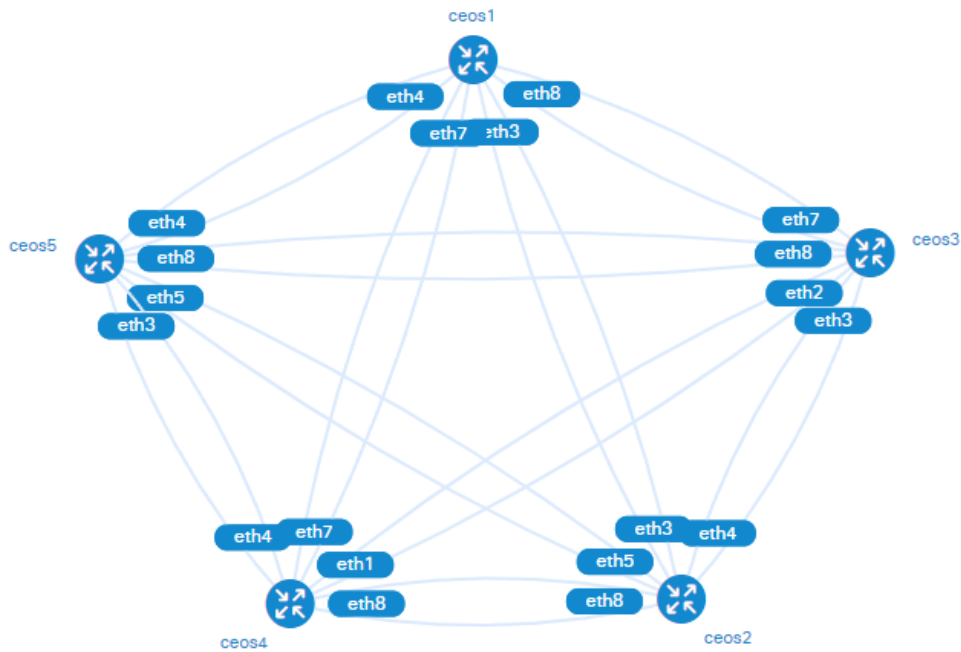 ceos1
eth4
eth8
eth7
eth3
eth4
eth7
ceos5
ceos3
eth8
eth8
eth5
eth2
eth3
eth3
eth4
eth7
eth3
eth4
eth1
eth5
eth8
eth8
ceos4
ceos2